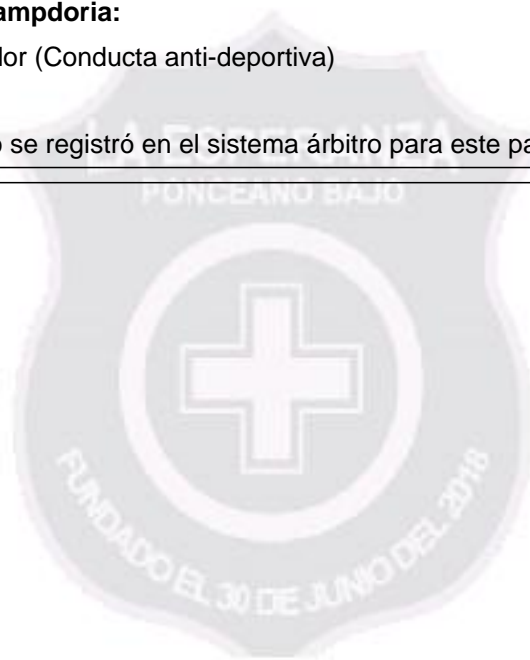 ampdoria:
lor (Conducta anti-deportiva)
o se registró en el sistema árbitro para este pa
LA ESPERANZA
PONCEANO BAJO
FUNDADO EL 30 DE JUNIO DEL 2018